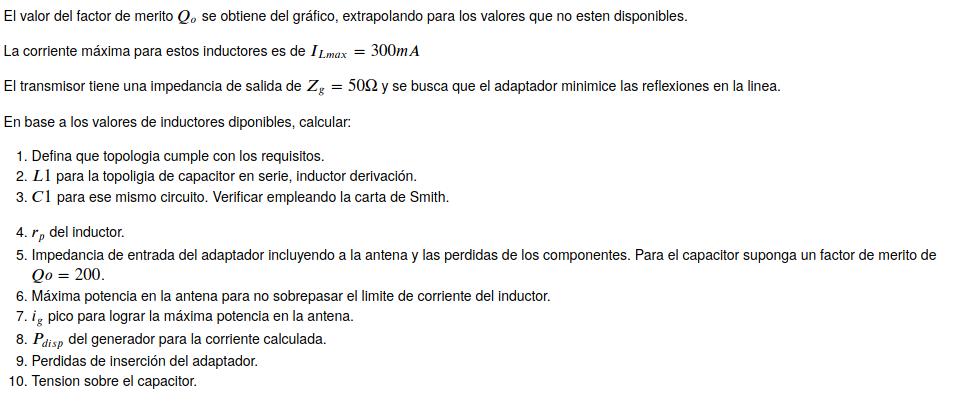 El valor del factor de merito Qₒ se obtiene del gráfico, extrapolando para los valores que no esten disponibles.
La corriente máxima para estos inductores es de I_Lmax = 300mA
El transmisor tiene una impedancia de salida de Z_g = 50Ω y se busca que el adaptador minimice las reflexiones en la linea.
En base a los valores de inductores diponibles, calcular:
1. Defina que topologia cumple con los requisitos.
2. L1 para la topoligia de capacitor en serie, inductor derivación.
3. C1 para ese mismo circuito. Verificar empleando la carta de Smith.
4. r_p del inductor.
5. Impedancia de entrada del adaptador incluyendo a la antena y las perdidas de los componentes. Para el capacitor suponga un factor de merito de
Qo = 200.
6. Máxima potencia en la antena para no sobrepasar el limite de corriente del inductor.
7. i_g pico para lograr la máxima potencia en la antena.
8. P_disp del generador para la corriente calculada.
9. Perdidas de inserción del adaptador.
10. Tension sobre el capacitor.